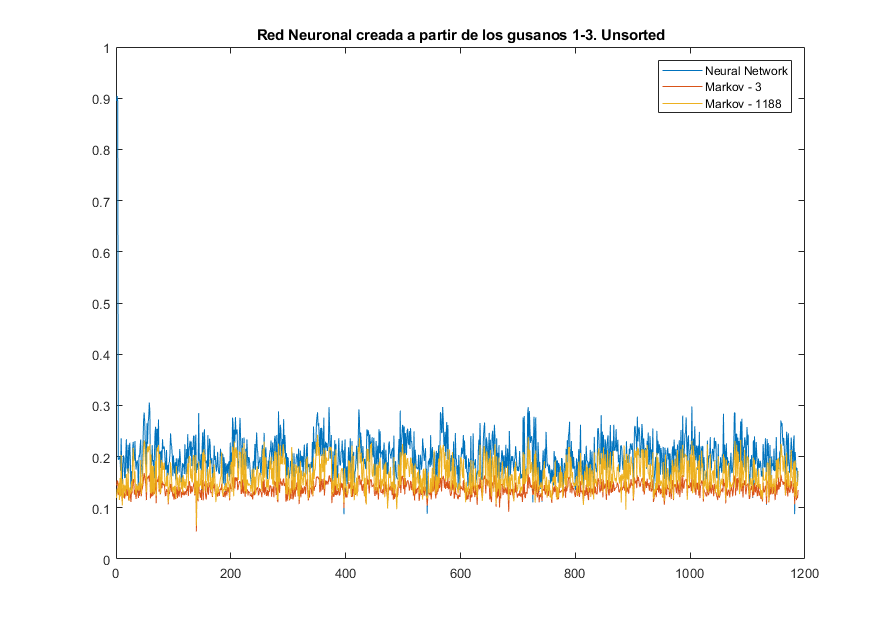 Red Neuronal creada a partir de los gusanos 1-3. Unsorted
Neural Network
Markov - 3
Markov - 1188
1
0.9
0.8
0.7
0.6
0.5
0.4
0.3
0.2
0.1
0
0 200 400 600 800 1000 1200